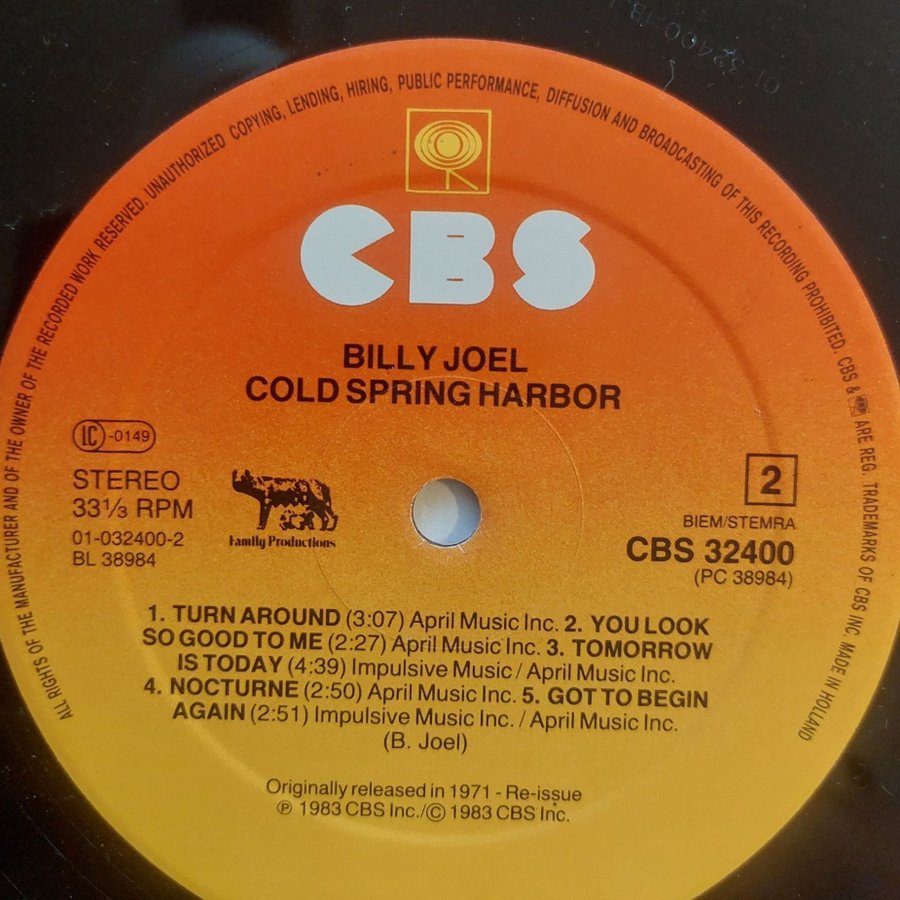 ALL RIGHTS OF THE MANUFACTURER AND OF THE OWNER OF THE RECORDED WORK RESERVED. UNAUTHORIZED COPYING, LENDING, HIRING, PUBLIC PERFORMANCE, DIFFUSION AND BROADCASTING OF THIS RECORDING PROHIBITED. CBS & ARE REG. TRADEMARKS OF CBS INC. MADE IN HOLLAND
CBS
BILLY JOEL
COLD SPRING HARBOR
LC -0149
STEREO
33⅓ RPM
01-032400-2
BL 38984
Family Productions
2
BIEM/STEMRA
CBS 32400
(PC 38984)
1. TURN AROUND (3:07) April Music Inc. 2. YOU LOOK
SO GOOD TO ME (2:27) April Music Inc. 3. TOMORROW
IS TODAY (4:39) Impulsive Music / April Music Inc.
4. NOCTURNE (2:50) April Music Inc. 5. GOT TO BEGIN
AGAIN (2:51) Impulsive Music Inc. / April Music Inc.
(B. Joel)
Originally released in 1971 - Re-issue
℗ 1983 CBS Inc./© 1983 CBS Inc.